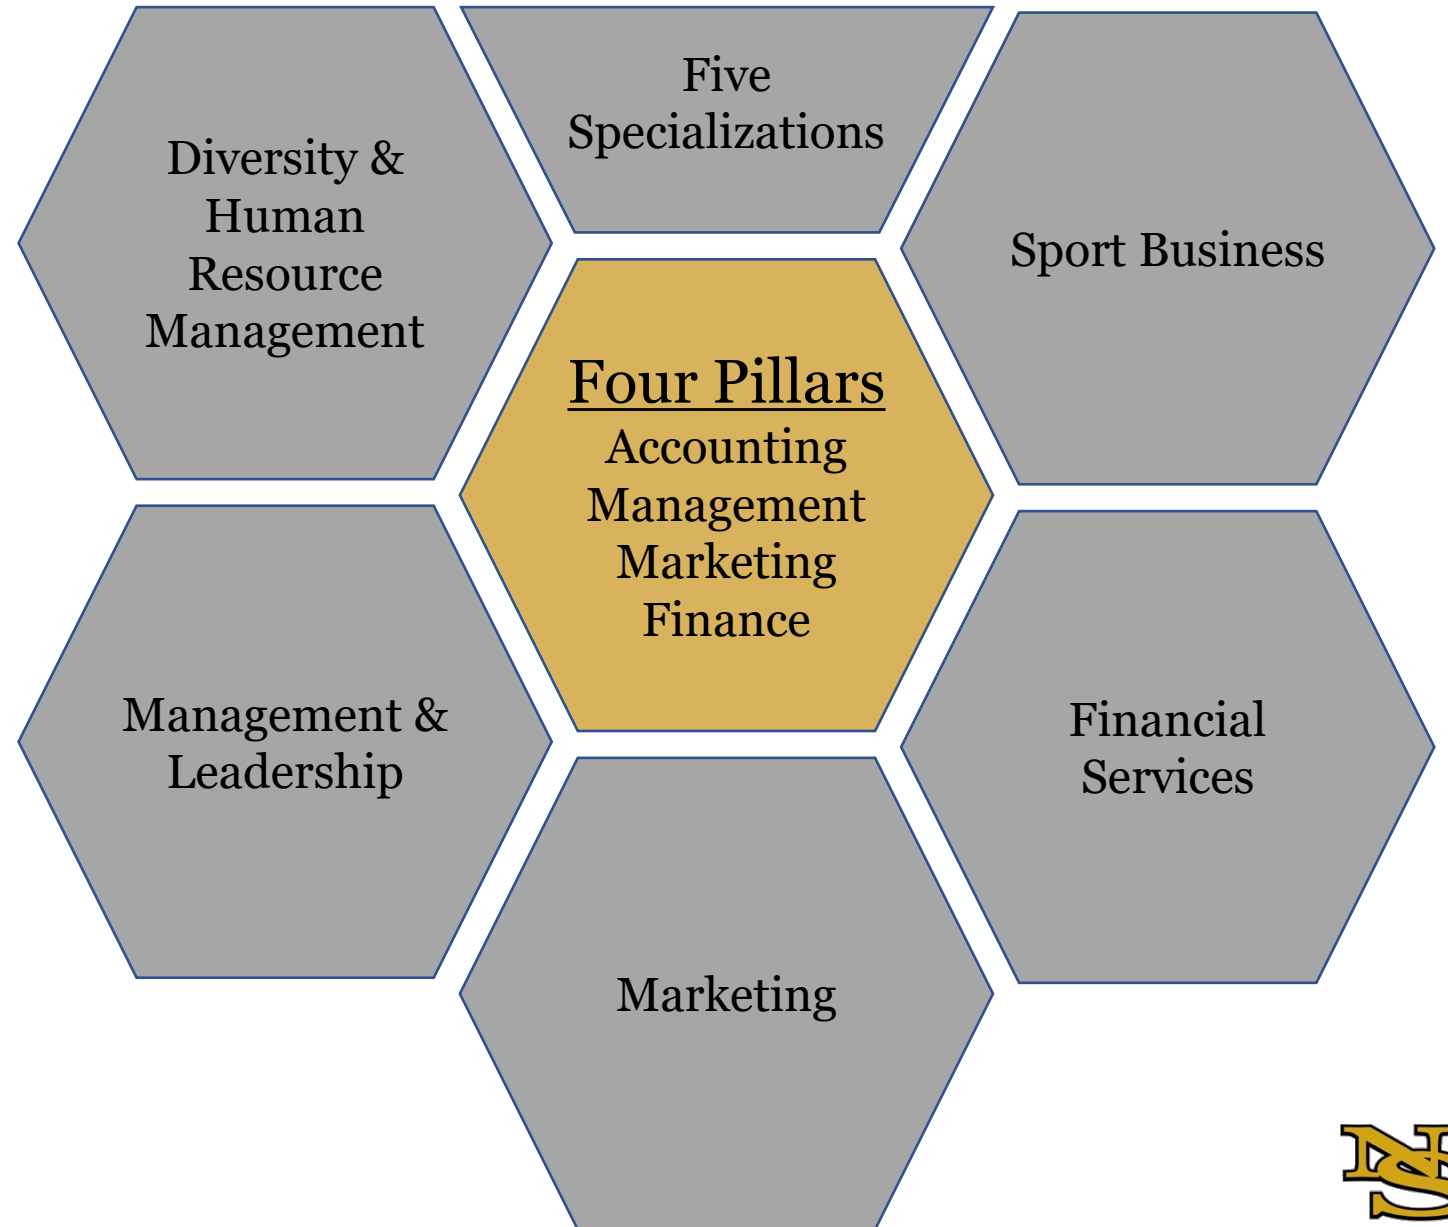 Five
Specializations
Diversity &
Human
Resource
Management
Sport Business
Four Pillars
Accounting
Management
Marketing
Finance
Management &
Leadership
Financial
Services
Marketing